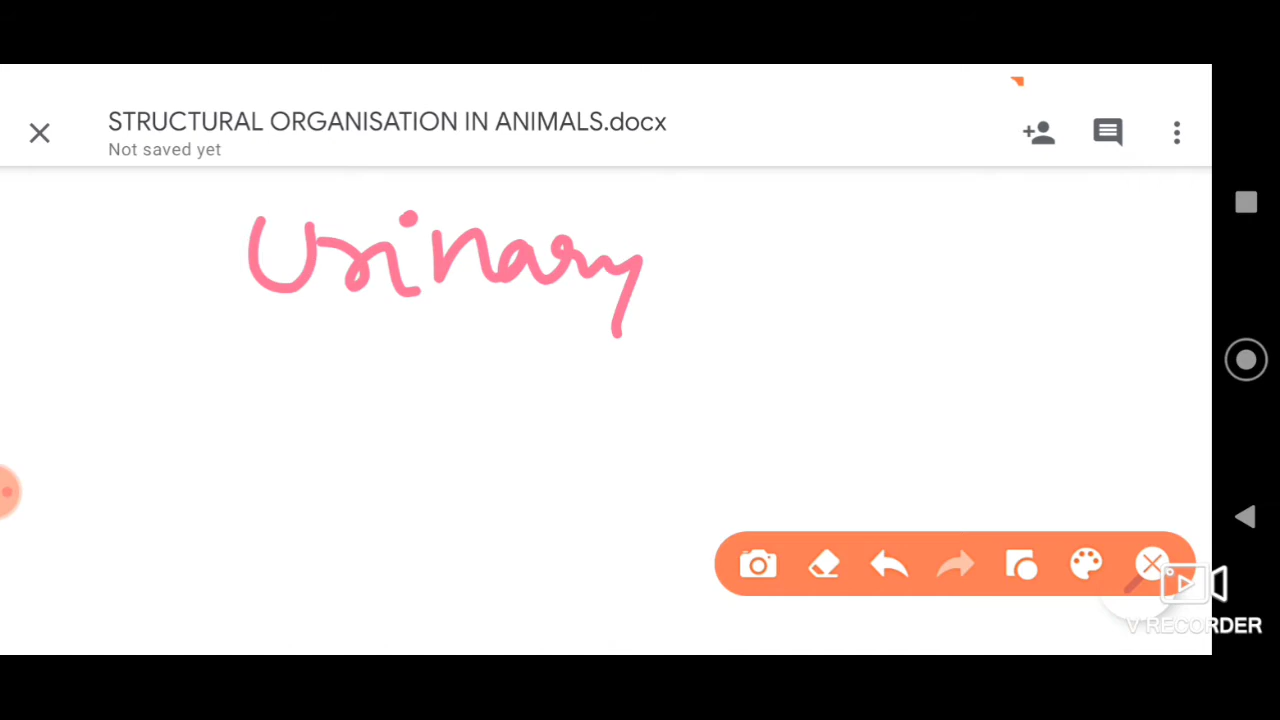 STRUCTURAL ORGANISATION IN ANIMALS.docx
Not saved yet
Urinary
V RECORDER